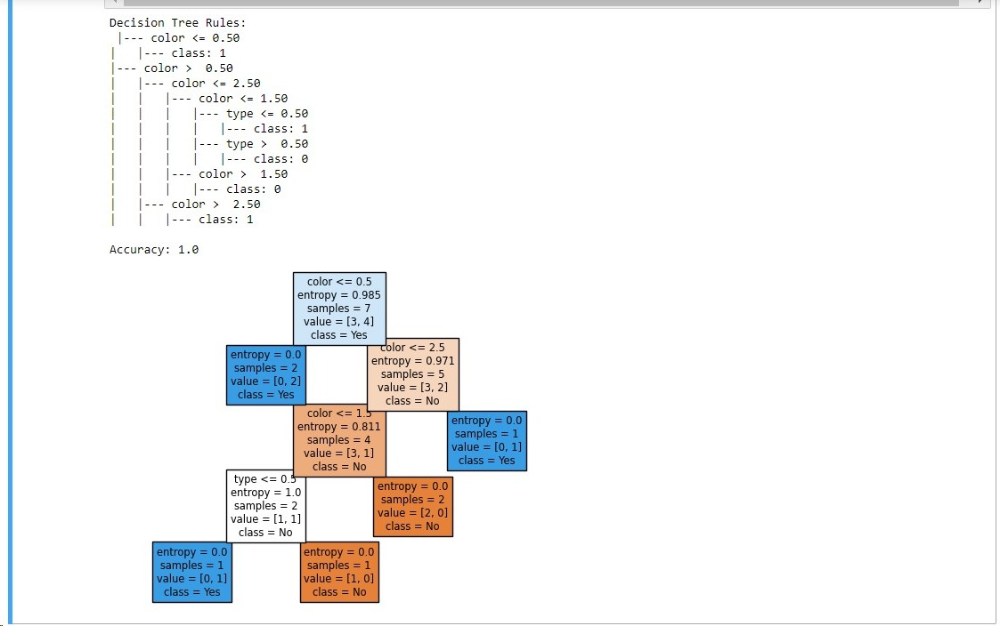 Decision Tree Rules:
 |--- color <= 0.50
|   |--- class: 1
|--- color >  0.50
|   |--- color <= 2.50
|   |   |--- color <= 1.50
|   |   |   |--- type <= 0.50
|   |   |   |   |--- class: 1
|   |   |   |--- type >  0.50
|   |   |   |   |--- class: 0
|   |   |--- color >  1.50
|   |   |   |--- class: 0
|   |--- color >  2.50
|   |   |--- class: 1
Accuracy: 1.0
color <= 0.5
entropy = 0.985
samples = 7
value = [3, 4]
class = Yes
entropy = 0.0
samples = 2
value = [0, 2]
class = Yes
color <= 2.5
entropy = 0.971
samples = 5
value = [3, 2]
class = No
color <= 1.5
entropy = 0.811
samples = 4
value = [3, 1]
class = No
entropy = 0.0
samples = 1
value = [0, 1]
class = Yes
type <= 0.5
entropy = 1.0
samples = 2
value = [1, 1]
class = No
entropy = 0.0
samples = 2
value = [2, 0]
class = No
entropy = 0.0
samples = 1
value = [0, 1]
class = Yes
entropy = 0.0
samples = 1
value = [1, 0]
class = No